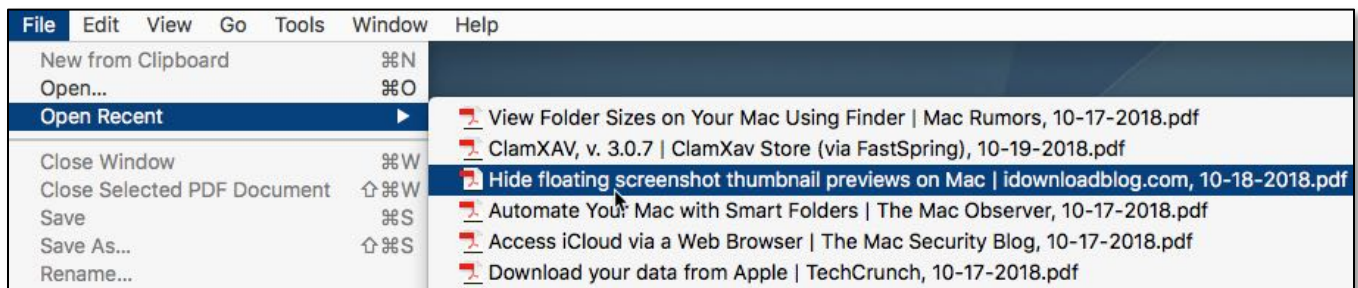 File Edit View Go Tools Window Help
New from Clipboard ⌘N
Open... ⌘O
Open Recent ▶
View Folder Sizes on Your Mac Using Finder | Mac Rumors, 10-17-2018.pdf
ClamXAV, v. 3.0.7 | ClamXav Store (via FastSpring), 10-19-2018.pdf
Close Window ⌘W
Hide floating screenshot thumbnail previews on Mac | idownloadblog.com, 10-18-2018.pdf
Close Selected PDF Document ⇧⌘W
Automate Your Mac with Smart Folders | The Mac Observer, 10-17-2018.pdf
Save ⌘S
Access iCloud via a Web Browser | The Mac Security Blog, 10-17-2018.pdf
Save As... ⇧⌘S
Download your data from Apple | TechCrunch, 10-17-2018.pdf
Rename...